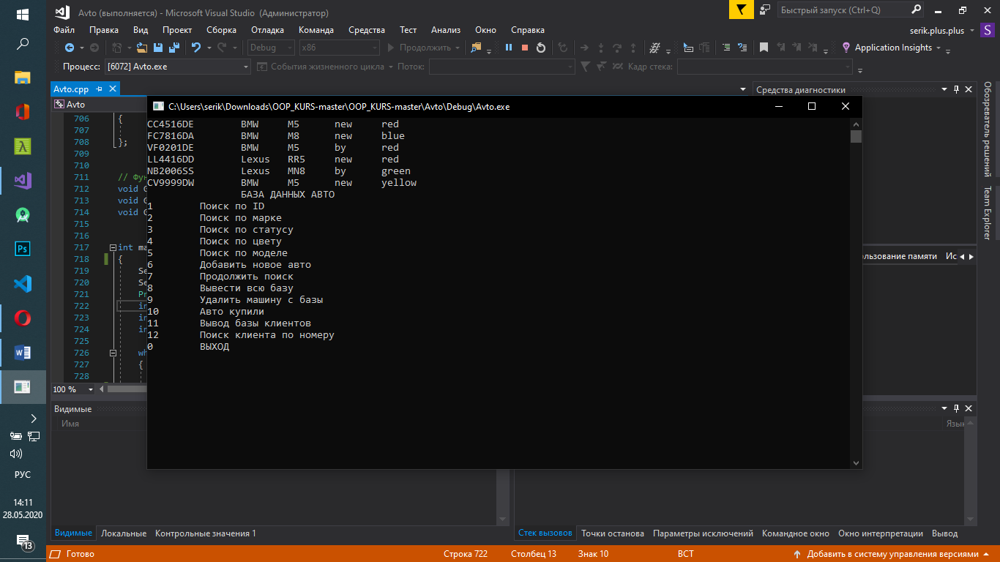 Avto (выполняется) - Microsoft Visual Studio (Администратор)
Быстрый запуск (Ctrl+Q)
Файл Правка Вид Проект Сборка Отладка Команда Средства Тест Анализ Окно Справка
serik.plus.plus S
Debug x86 Продолжить Application Insights
Процесс: [6072] Avto.exe События жизненного цикла Поток: Кадр стека:
Avto.cpp
Средства диагностики
Avto
C:\Users\serik\Downloads\OOP_KURS-master\OOP_KURS-master\Avto\Debug\Avto.exe
CC4516DE BMW M5 new red
FC7816DA BMW M8 new blue
VF0201DE BMW M5 by red
LL4416DD Lexus RR5 new red
NB2006SS Lexus MN8 by green
CV9999DW BMW M5 new yellow
БАЗА ДАННЫХ АВТО
1 Поиск по ID
2 Поиск по марке
3 Поиск по статусу
4 Поиск по цвету
5 Поиск по моделе
6 Добавить новое авто
7 Продолжить поиск
8 Вывести всю базу
9 Удалить машину с базы
10 Авто купили
11 Вывод базы клиентов
12 Поиск клиента по номеру
0 ВЫХОД
706 {
707
708 };
709
710
711 // Фун
712 void G
713 void G
714 void G
715
716
717 int ma
718 {
719 Se
720 Se
721 Pr
722 in
723 in
724 in
725
726 wh
727 {
728
100 %
ользование памяти Ис
Обозреватель решений
Team Explorer
Видимые
Имя
Язык
Видимые Локальные Контрольные значения 1
Стек вызовов Точки останова Параметры исключений Командное окно Окно интерпретации Вывод
Готово Строка 722 Столбец 13 Знак 10 ВСТ Добавить в систему управления версиями
Ps
РУС
14:11
28.05.2020
13